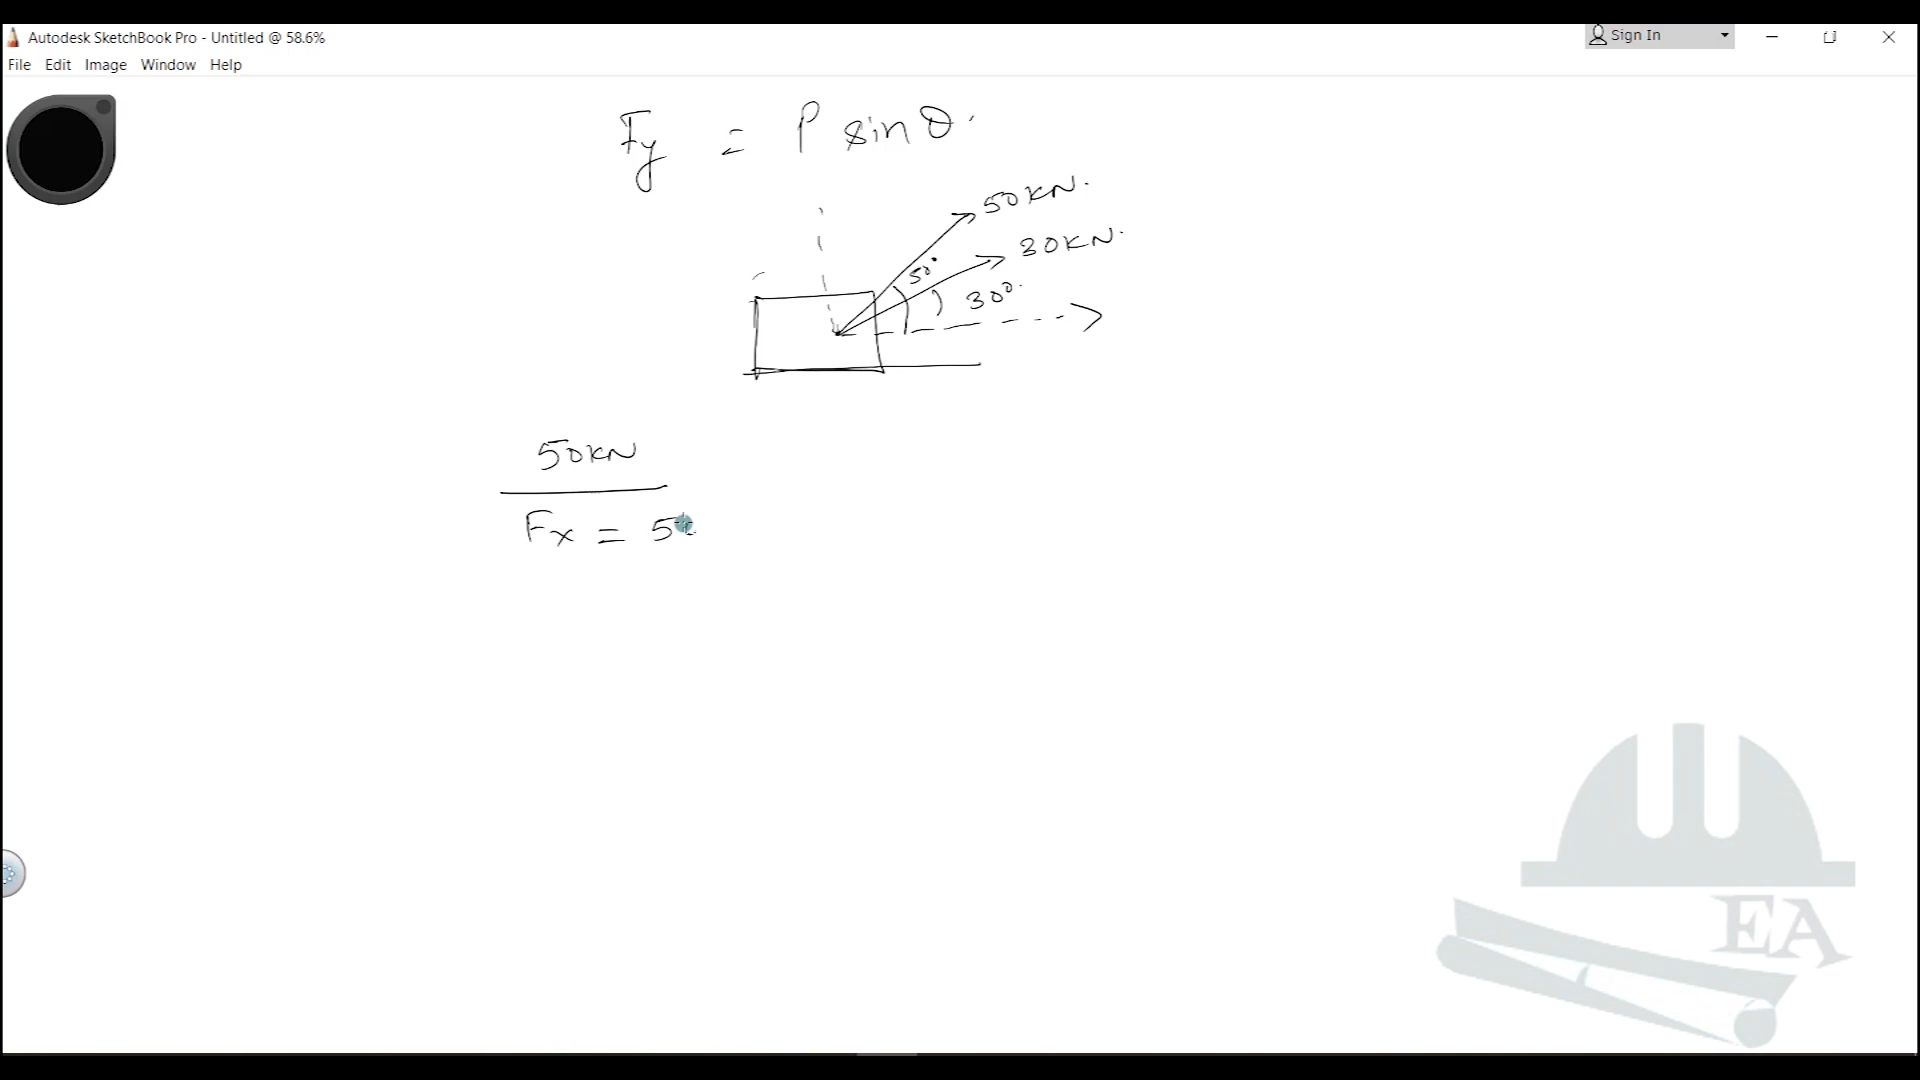 Autodesk SketchBook Pro - Untitled @ 58.6%
Sign In
File Edit Image Window Help
Fy = P sin θ.
50KN.
30KN.
50°
30°.
50KN
Fx = 5
EA